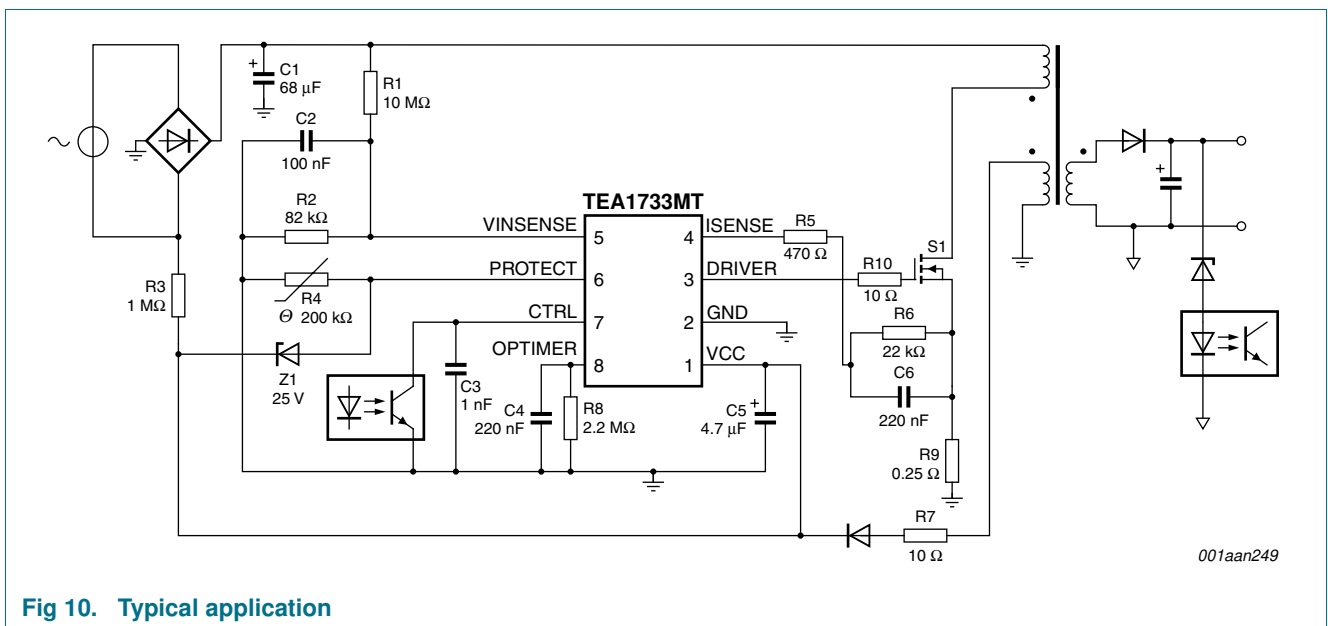 C1
68 µF
R1
10 MΩ
C2
100 nF
R2
82 kΩ
TEA1733MT
VINSENSE
5
4
ISENSE
R5
470 Ω
S1
PROTECT
6
3
DRIVER
R10
10 Ω
R3
1 MΩ
R4
Θ 200 kΩ
CTRL
7
2
GND
R6
22 kΩ
OPTIMER
8
1
VCC
Z1
25 V
C3
1 nF
C4
220 nF
R8
2.2 MΩ
C5
4.7 µF
C6
220 nF
R9
0.25 Ω
R7
10 Ω
001aan249
Fig 10. Typical application